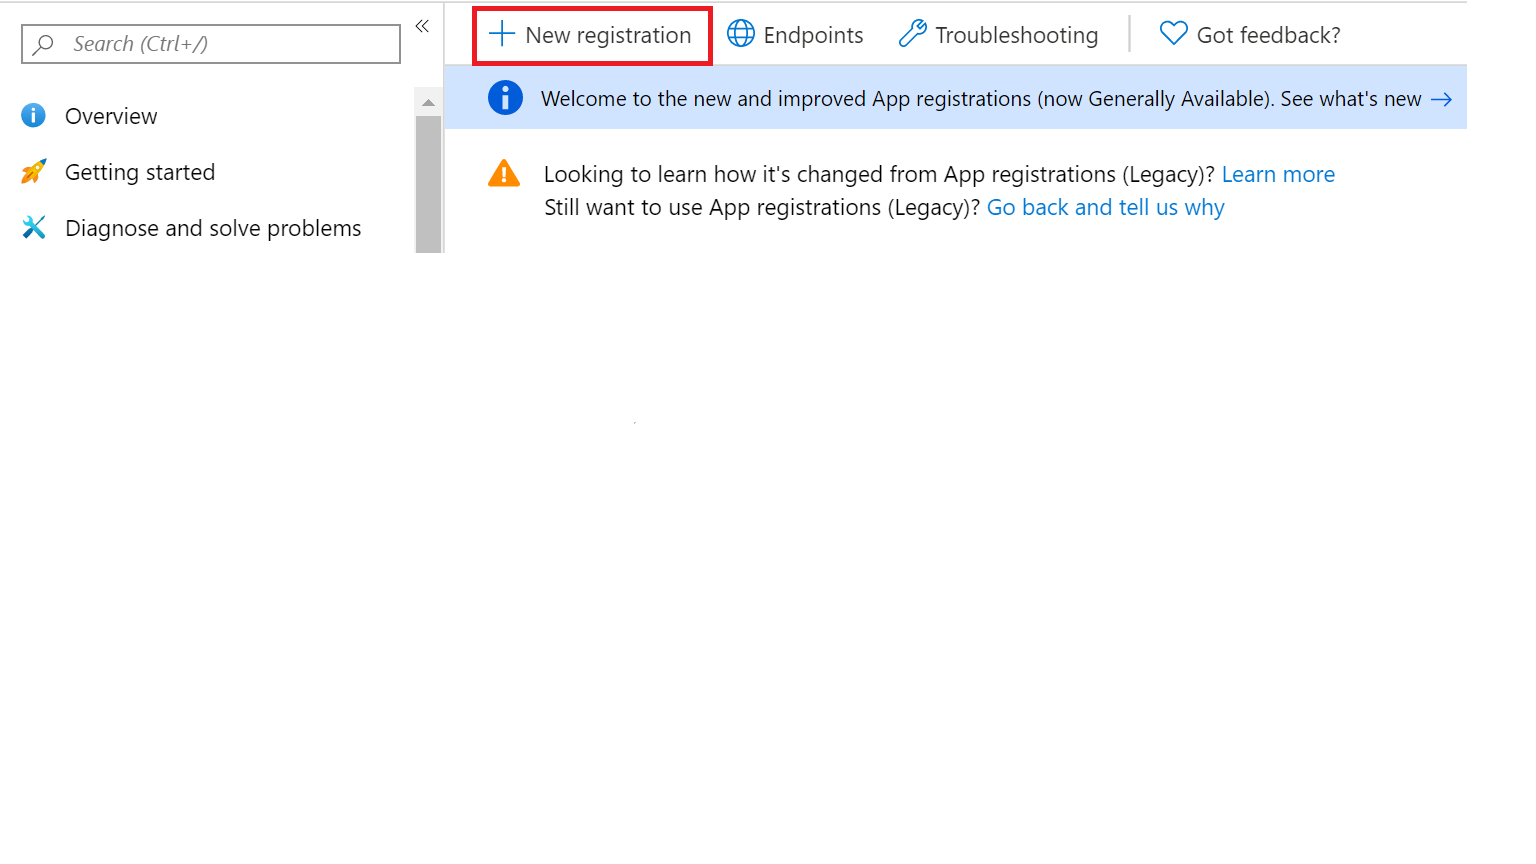 Search (Ctrl+/)
«
Overview
Getting started
Diagnose and solve problems
New registration
Endpoints
Troubleshooting
Got feedback?
Welcome to the new and improved App registrations (now Generally Available). See what's new →
Looking to learn how it's changed from App registrations (Legacy)? Learn more
Still want to use App registrations (Legacy)? Go back and tell us why